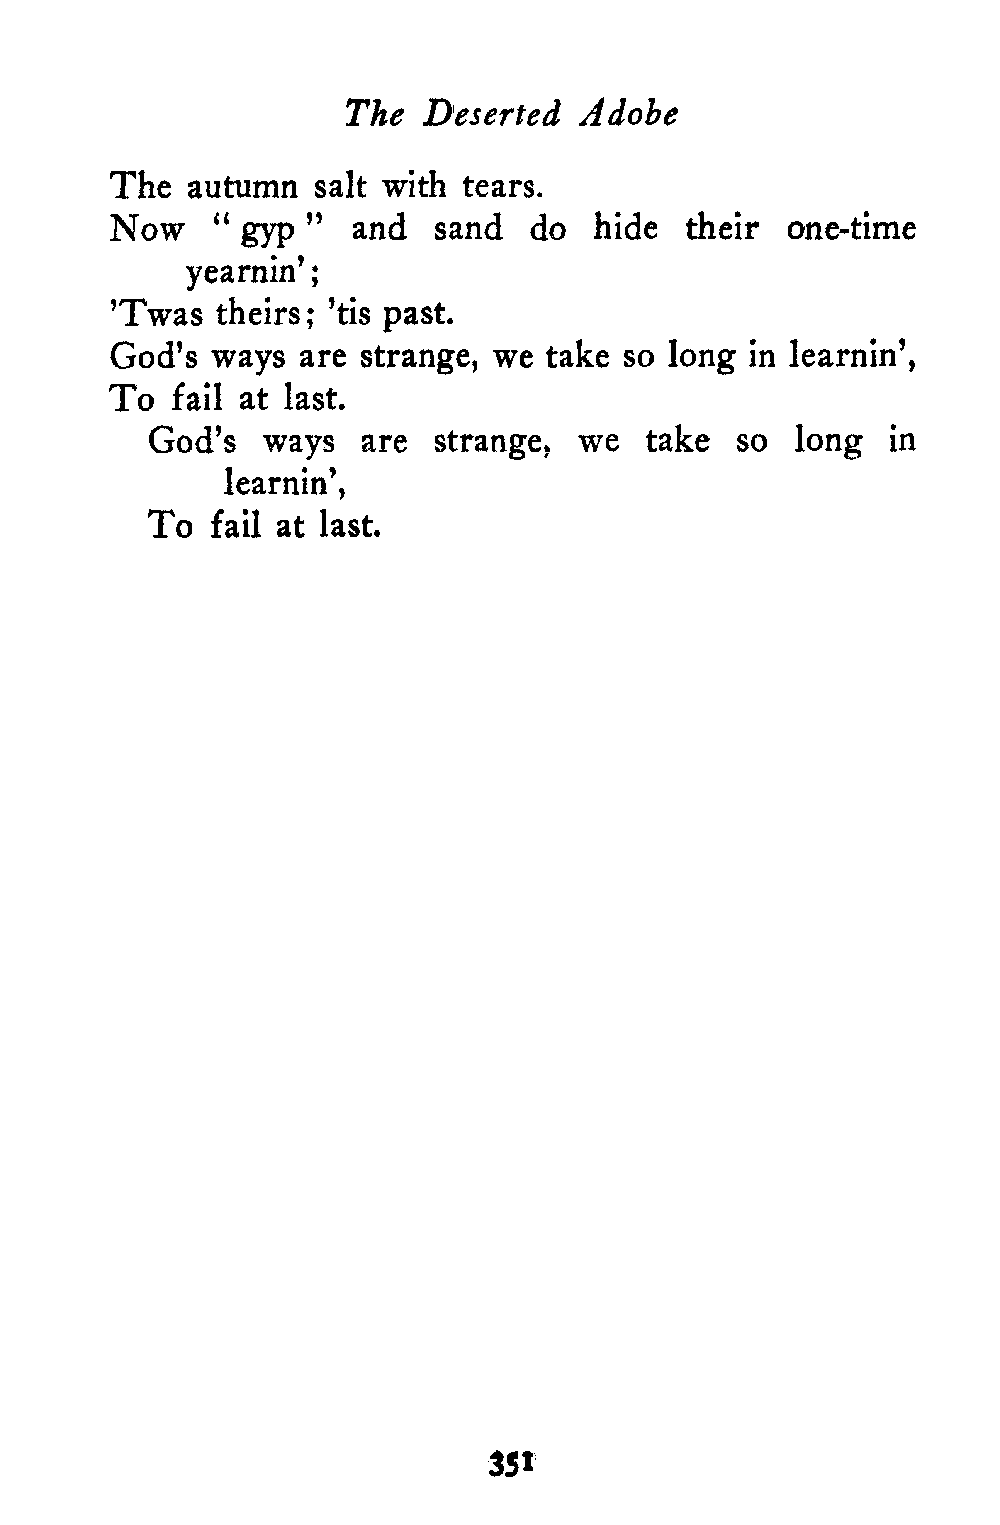 The Deserted Adobe
The autumn salt with tears.
Now “ gyp ” and sand do hide their one-time
yearnin’;
’Twas theirs; ’tis past.
God’s ways are strange, we take so long in learnin’,
To fail at last.
God’s ways are strange, we take so long in
learnin’,
To fail at last.
351